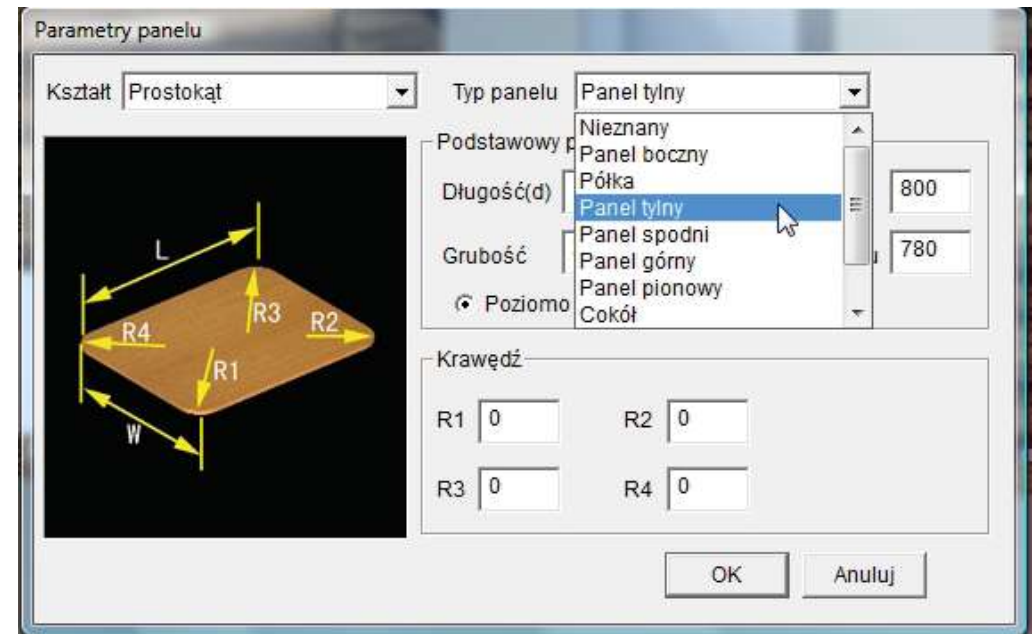 Parametry panelu
Kształt Prostokąt Typ panelu Panel tylny
Nieznany
Panel boczny
Półka
Panel tylny
Panel spodni
Panel górny
Panel pionowy
Cokół
Podstawowy
Długość(d) 800
Grubość 780
Poziomo
L
R3
R2
R4
R1
W
Krawędź
R1 0 R2 0
R3 0 R4 0
OK Anuluj